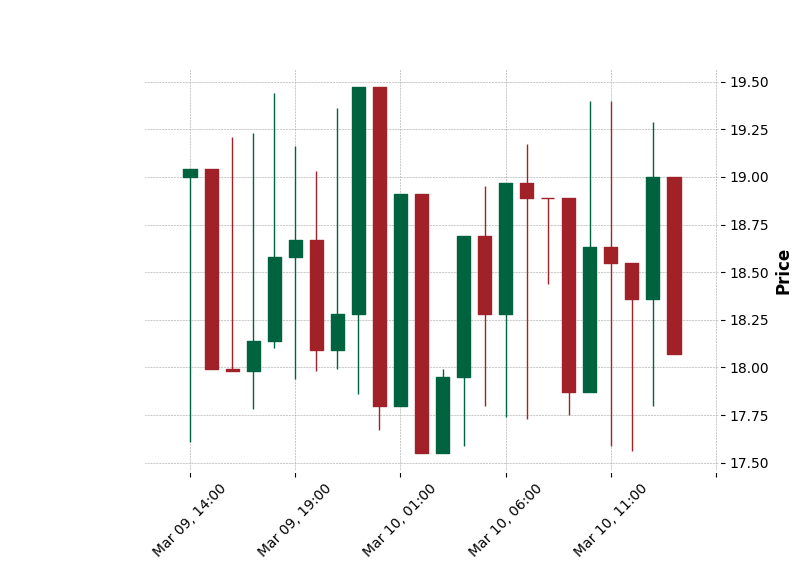 19.50
19.25
19.00
18.75
18.50
18.25
18.00
17.75
17.50
Price
Mar 09, 14:00
Mar 09, 19:00
Mar 10, 01:00
Mar 10, 06:00
Mar 10, 11:00